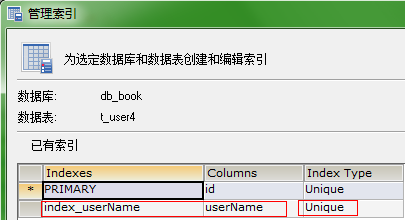 管理索引
为选定数据库和数据表创建和编辑索引
数据库: db_book
数据表: t_user4
已有索引
Indexes Columns Index Type
* PRIMARY id Unique
index_userName userName Unique